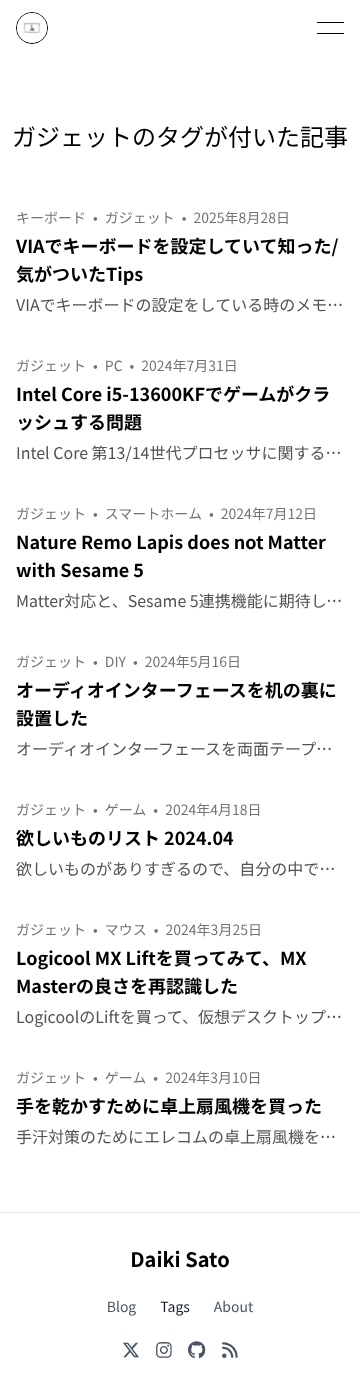 ガジェットのタグが付いた記事
キーボード • ガジェット • 2025年8月28日
VIAでキーボードを設定していて知った/
気がついたTips
VIAでキーボードの設定をしている時のメモ…
ガジェット • PC • 2024年7月31日
Intel Core i5-13600KFでゲームがクラ
ッシュする問題
Intel Core 第13/14世代プロセッサに関する…
ガジェット • スマートホーム • 2024年7月12日
Nature Remo Lapis does not Matter
with Sesame 5
Matter対応と、Sesame 5連携機能に期待し…
ガジェット • DIY • 2024年5月16日
オーディオインターフェースを机の裏に
設置した
オーディオインターフェースを両面テープ…
ガジェット • ゲーム • 2024年4月18日
欲しいものリスト 2024.04
欲しいものがありすぎるので、自分の中で…
ガジェット • マウス • 2024年3月25日
Logicool MX Liftを買ってみて、MX
Masterの良さを再認識した
LogicoolのLiftを買って、仮想デスクトップ…
ガジェット • ゲーム • 2024年3月10日
手を乾かすために卓上扇風機を買った
手汗対策のためにエレコムの卓上扇風機を…
Daiki Sato
Blog Tags About